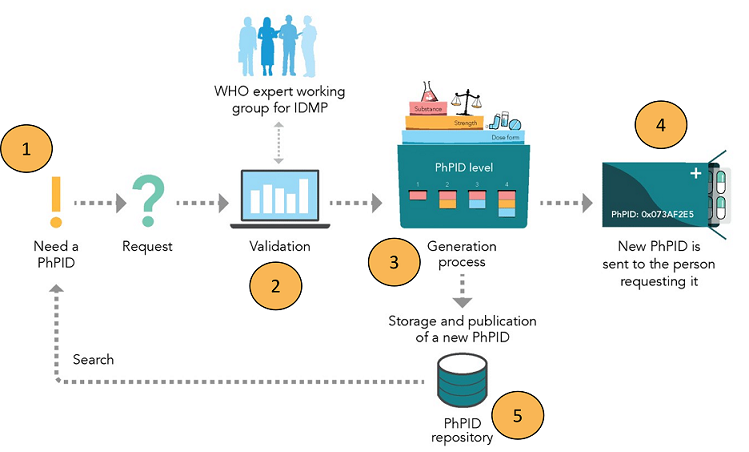 WHO expert working
group for IDMP
1
Need a
PhPID
Request
Validation
2
Substance
Strength
Dose form
PhPID level
1 2 3 4
3
Generation
process
4
PhPID: 0x073AF2E5
New PhPID is
sent to the person
requesting it
Storage and publication
of a new PhPID
Search
PhPID
repository
5